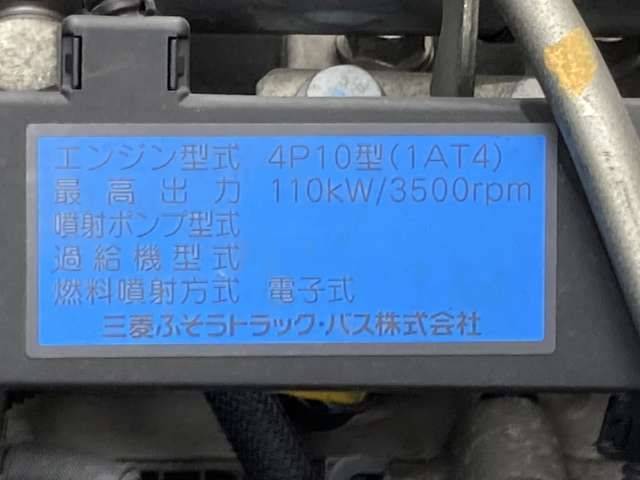 エンジン型式 4P10型(1AT4)
最高出力 110kW/3500rpm
噴射ポンプ型式
過給機型式
燃料噴射方式 電子式
三菱ふそうトラック・バス株式会社